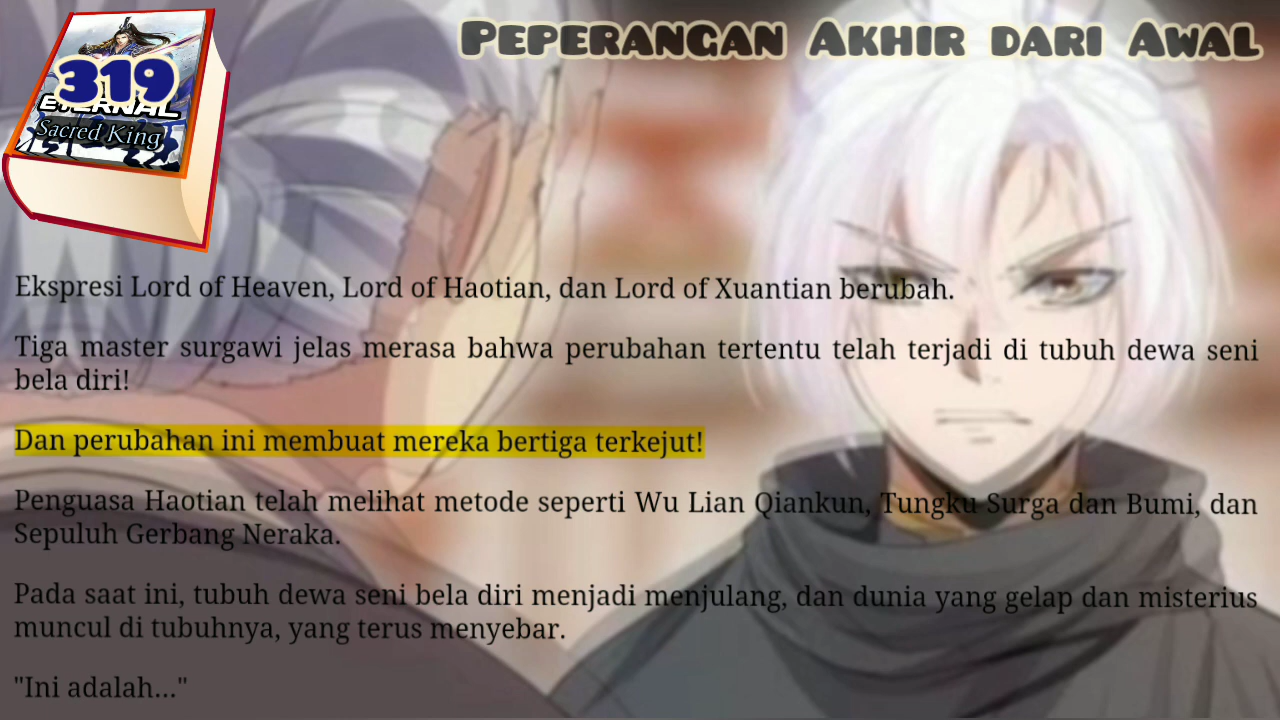 Peperangan Akhir dari Awal
319
ETERNAL
Sacred King
Ekspresi Lord of Heaven, Lord of Haotian, dan Lord of Xuantian berubah.
Tiga master surgawi jelas merasa bahwa perubahan tertentu telah terjadi di tubuh dewa seni
bela diri!
Dan perubahan ini membuat mereka bertiga terkejut!
Penguasa Haotian telah melihat metode seperti Wu Lian Qiankun, Tungku Surga dan Bumi, dan
Sepuluh Gerbang Neraka.
Pada saat ini, tubuh dewa seni bela diri menjadi menjulang, dan dunia yang gelap dan misterius
muncul di tubuhnya, yang terus menyebar.
"Ini adalah..."